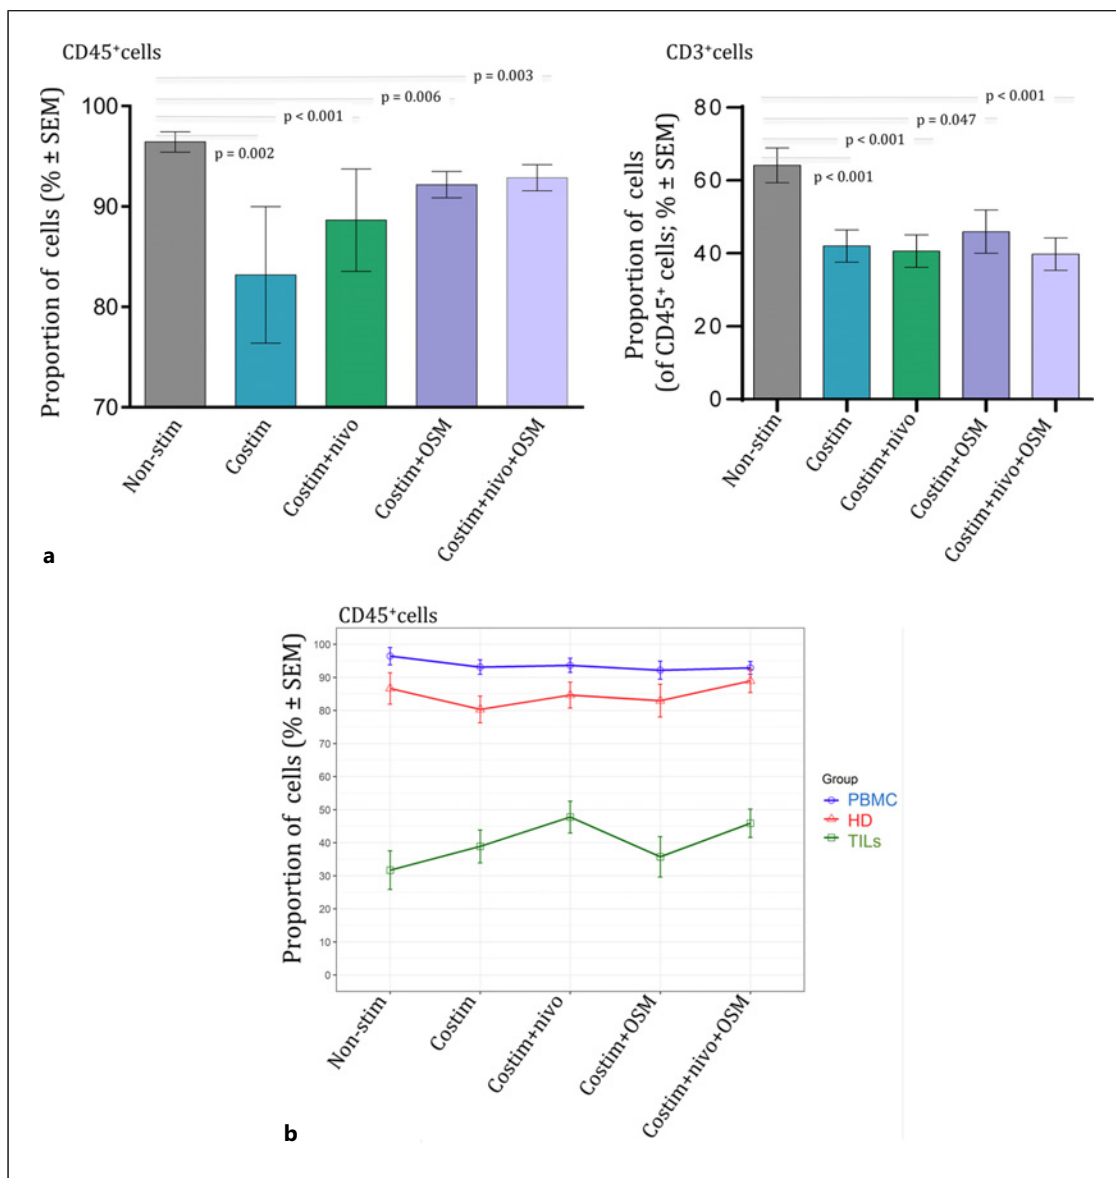 CD45⁺cells
p = 0.003
p = 0.006
p < 0.001
p = 0.002
Proportion of cells (% ± SEM)
100
90
80
70
Non-stim
Costim
Costim+nivo
Costim+OSM
Costim+nivo+OSM
a
CD3⁺cells
p < 0.001
p = 0.047
p < 0.001
p < 0.001
Proportion of cells
(of CD45⁺ cells; % ± SEM)
80
60
40
20
0
Non-stim
Costim
Costim+nivo
Costim+OSM
Costim+nivo+OSM
CD45⁺cells
Proportion of cells (% ± SEM)
100
90
80
70
60
50
40
30
20
10
0
Non-stim
Costim
Costim+nivo
Costim+OSM
Costim+nivo+OSM
Group
PBMC
HD
TILs
b